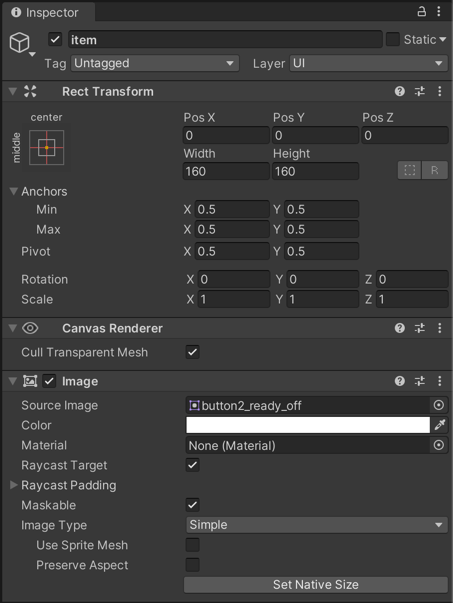 Inspector
item Static
Tag Untagged Layer UI
Rect Transform
center
middle
Pos X Pos Y Pos Z
0 0 0
Width Height
160 160
R
Anchors
Min X 0.5 Y 0.5
Max X 0.5 Y 0.5
Pivot X 0.5 Y 0.5
Rotation X 0 Y 0 Z 0
Scale X 1 Y 1 Z 1
Canvas Renderer
Cull Transparent Mesh
Image
Source Image button2_ready_off
Color
Material None (Material)
Raycast Target
Raycast Padding
Maskable
Image Type Simple
Use Sprite Mesh
Preserve Aspect
Set Native Size